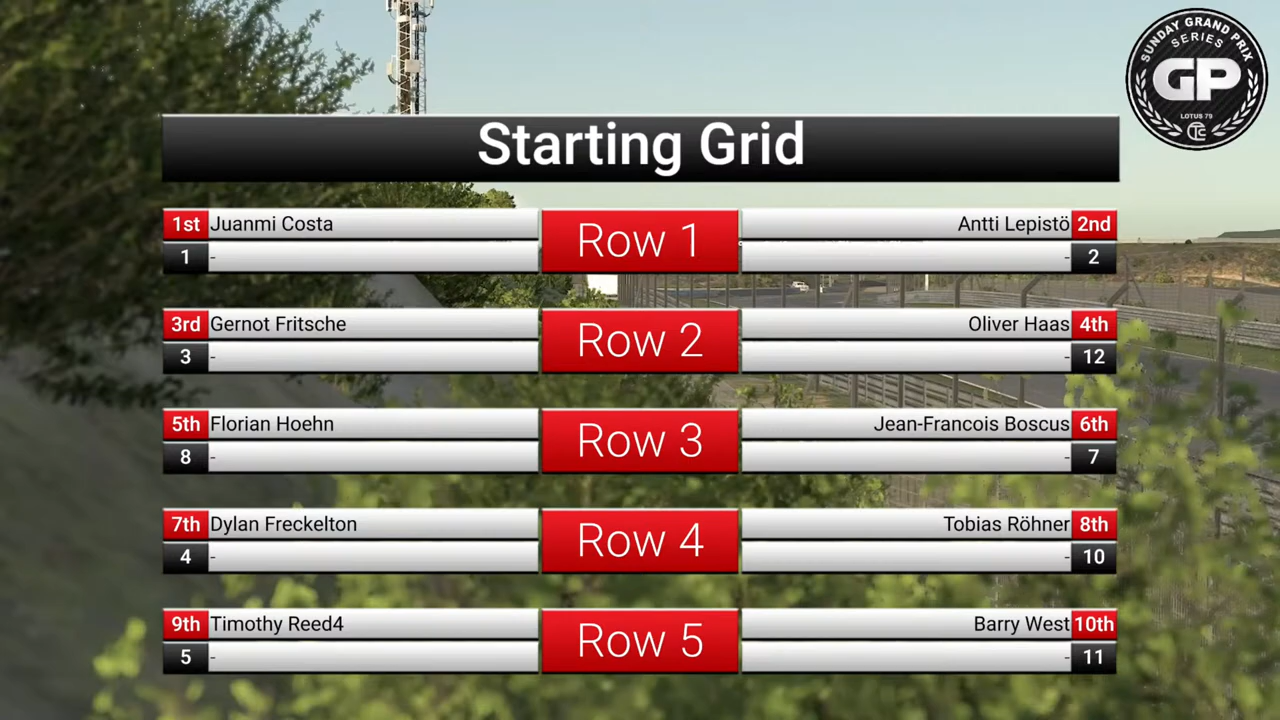 SUNDAY GRAND PRIX
SERIES
GP
LOTUS 79
Starting Grid
1st Juanmi Costa Row 1 Antti Lepistö 2nd
1 - - 2
3rd Gernot Fritsche Row 2 Oliver Haas 4th
3 - - 12
5th Florian Hoehn Row 3 Jean-Francois Boscus 6th
8 - - 7
7th Dylan Freckelton Row 4 Tobias Röhner 8th
4 - - 10
9th Timothy Reed4 Row 5 Barry West 10th
5 - - 11